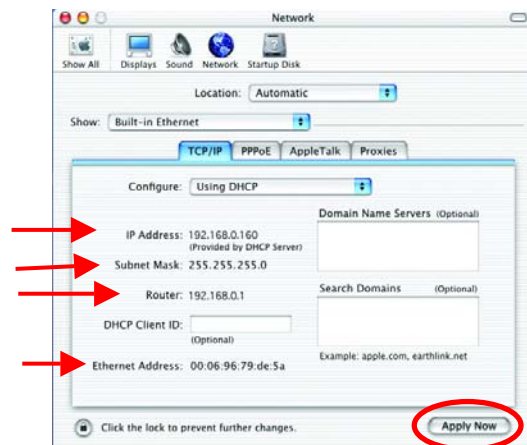 Network
Show All Displays Sound Network Startup Disk
Location: Automatic
Show: Built-in Ethernet
TCP/IP PPPoE AppleTalk Proxies
Configure: Using DHCP
Domain Name Servers (Optional)
IP Address: 192.168.0.160
(Provided by DHCP Server)
Subnet Mask: 255.255.255.0
Router: 192.168.0.1
Search Domains (Optional)
DHCP Client ID:
(Optional)
Example: apple.com, earthlink.net
Ethernet Address: 00:06:96:79:de:5a
Click the lock to prevent further changes.
Apply Now